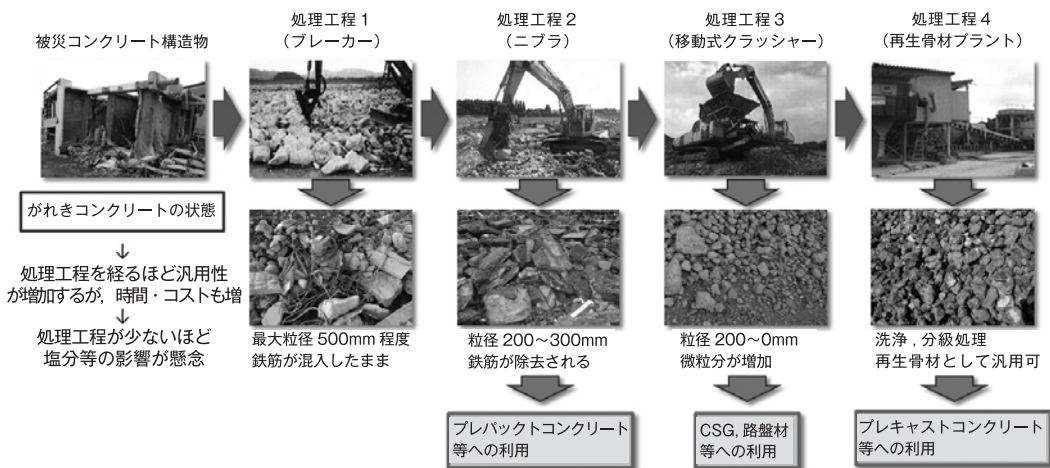 被災コンクリート構造物
処理工程1
(ブレーカー)
処理工程2
(ニブラ)
処理工程3
(移動式クラッシャー)
処理工程4
(再生骨材プラント)
がれきコンクリートの状態
↓
処理工程を経るほど汎用性
が増加するが，時間・コストも増
↓
処理工程が少ないほど
塩分等の影響が懸念
最大粒径 500mm 程度
鉄筋が混入したまま
粒径 200〜300mm
鉄筋が除去される
粒径 200〜0mm
微粒分が増加
洗浄，分級処理
再生骨材として汎用可
プレパックトコンクリート
等への利用
CSG, 路盤材
等への利用
プレキャストコンクリート
等への利用